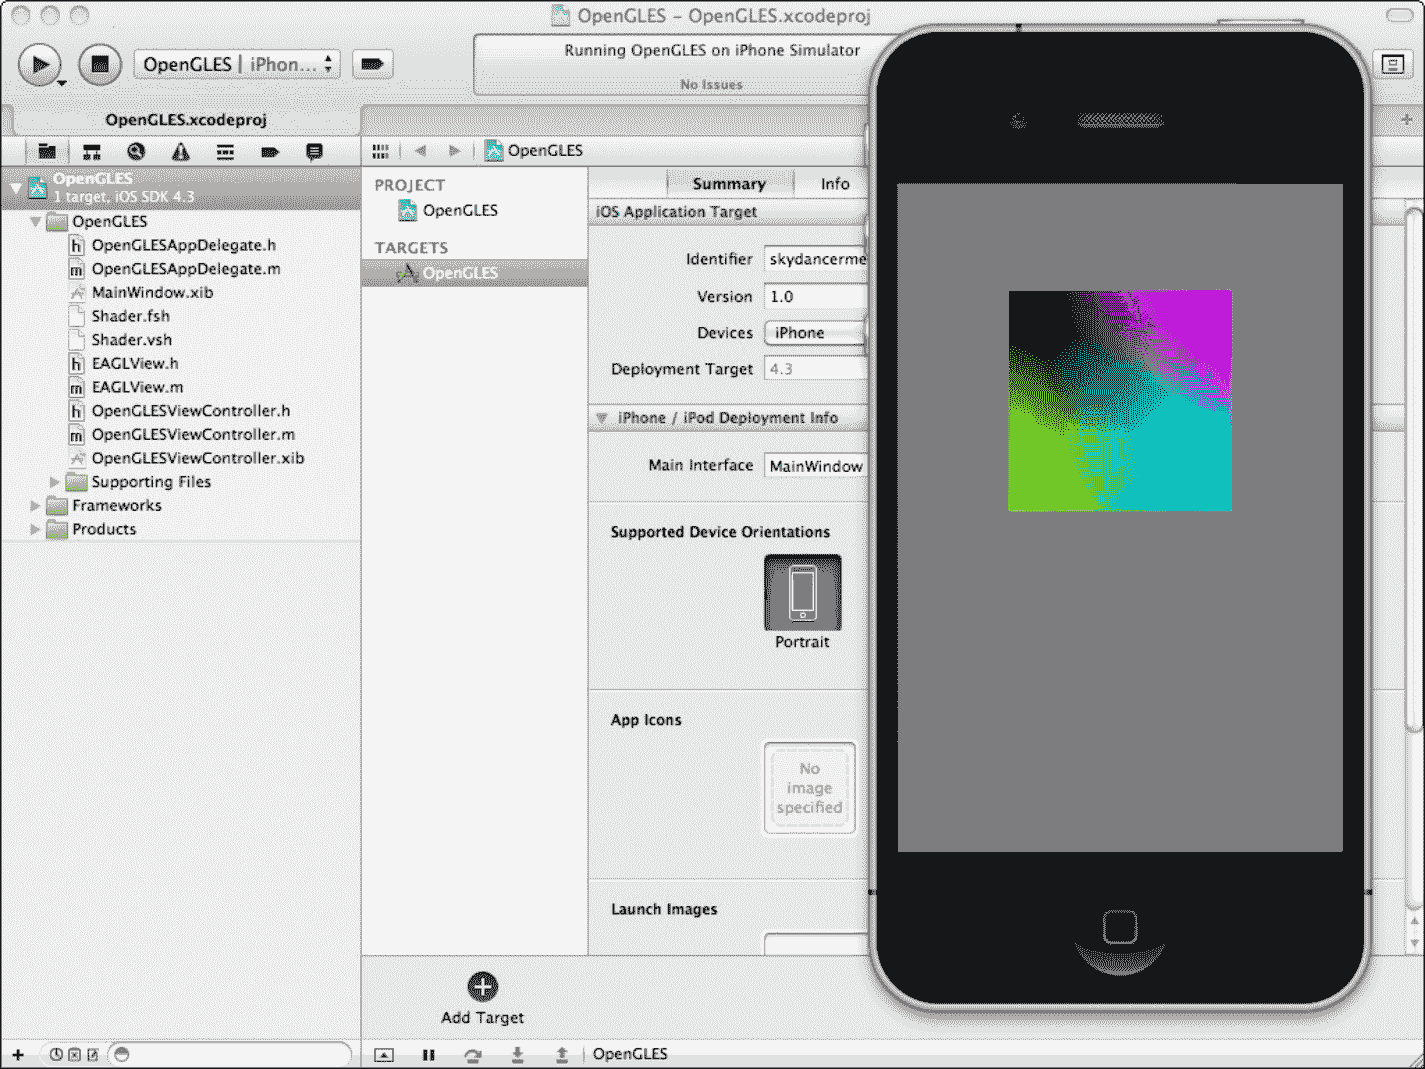 OpenGLES – OpenGLES.xcodeproj
OpenGLES | iPhon...
Running OpenGLES on iPhone Simulator
No Issues
OpenGLES.xcodeproj
OpenGLES
1 target, iOS SDK 4.3
OpenGLES
h OpenGLESAppDelegate.h
m OpenGLESAppDelegate.m
MainWindow.xib
Shader.fsh
Shader.vsh
h EAGLView.h
m EAGLView.m
h OpenGLESViewController.h
m OpenGLESViewController.m
OpenGLESViewController.xib
Supporting Files
Frameworks
Products
OpenGLES
PROJECT
OpenGLES
TARGETS
OpenGLES
Add Target
Summary Info
iOS Application Target
Identifier skydancerme
Version 1.0
Devices iPhone
Deployment Target 4.3
iPhone / iPod Deployment Info
Main Interface MainWindow
Supported Device Orientations
Portrait
App Icons
No
image
specified
Launch Images
OpenGLES